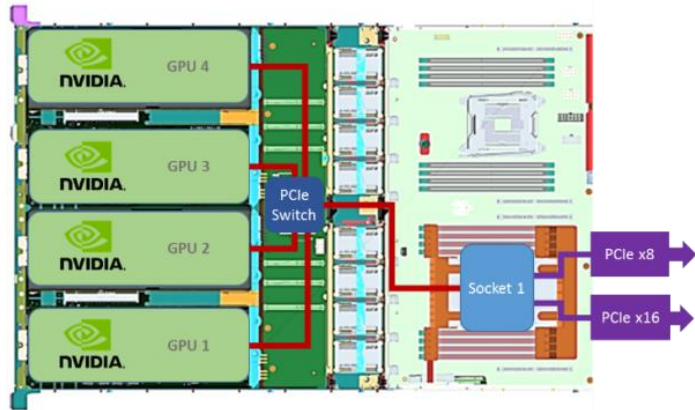 NVIDIA.
GPU 4
NVIDIA.
GPU 3
PCIe
Switch
NVIDIA.
GPU 2
NVIDIA.
GPU 1
Socket 1
PCIe x8
PCIe x16